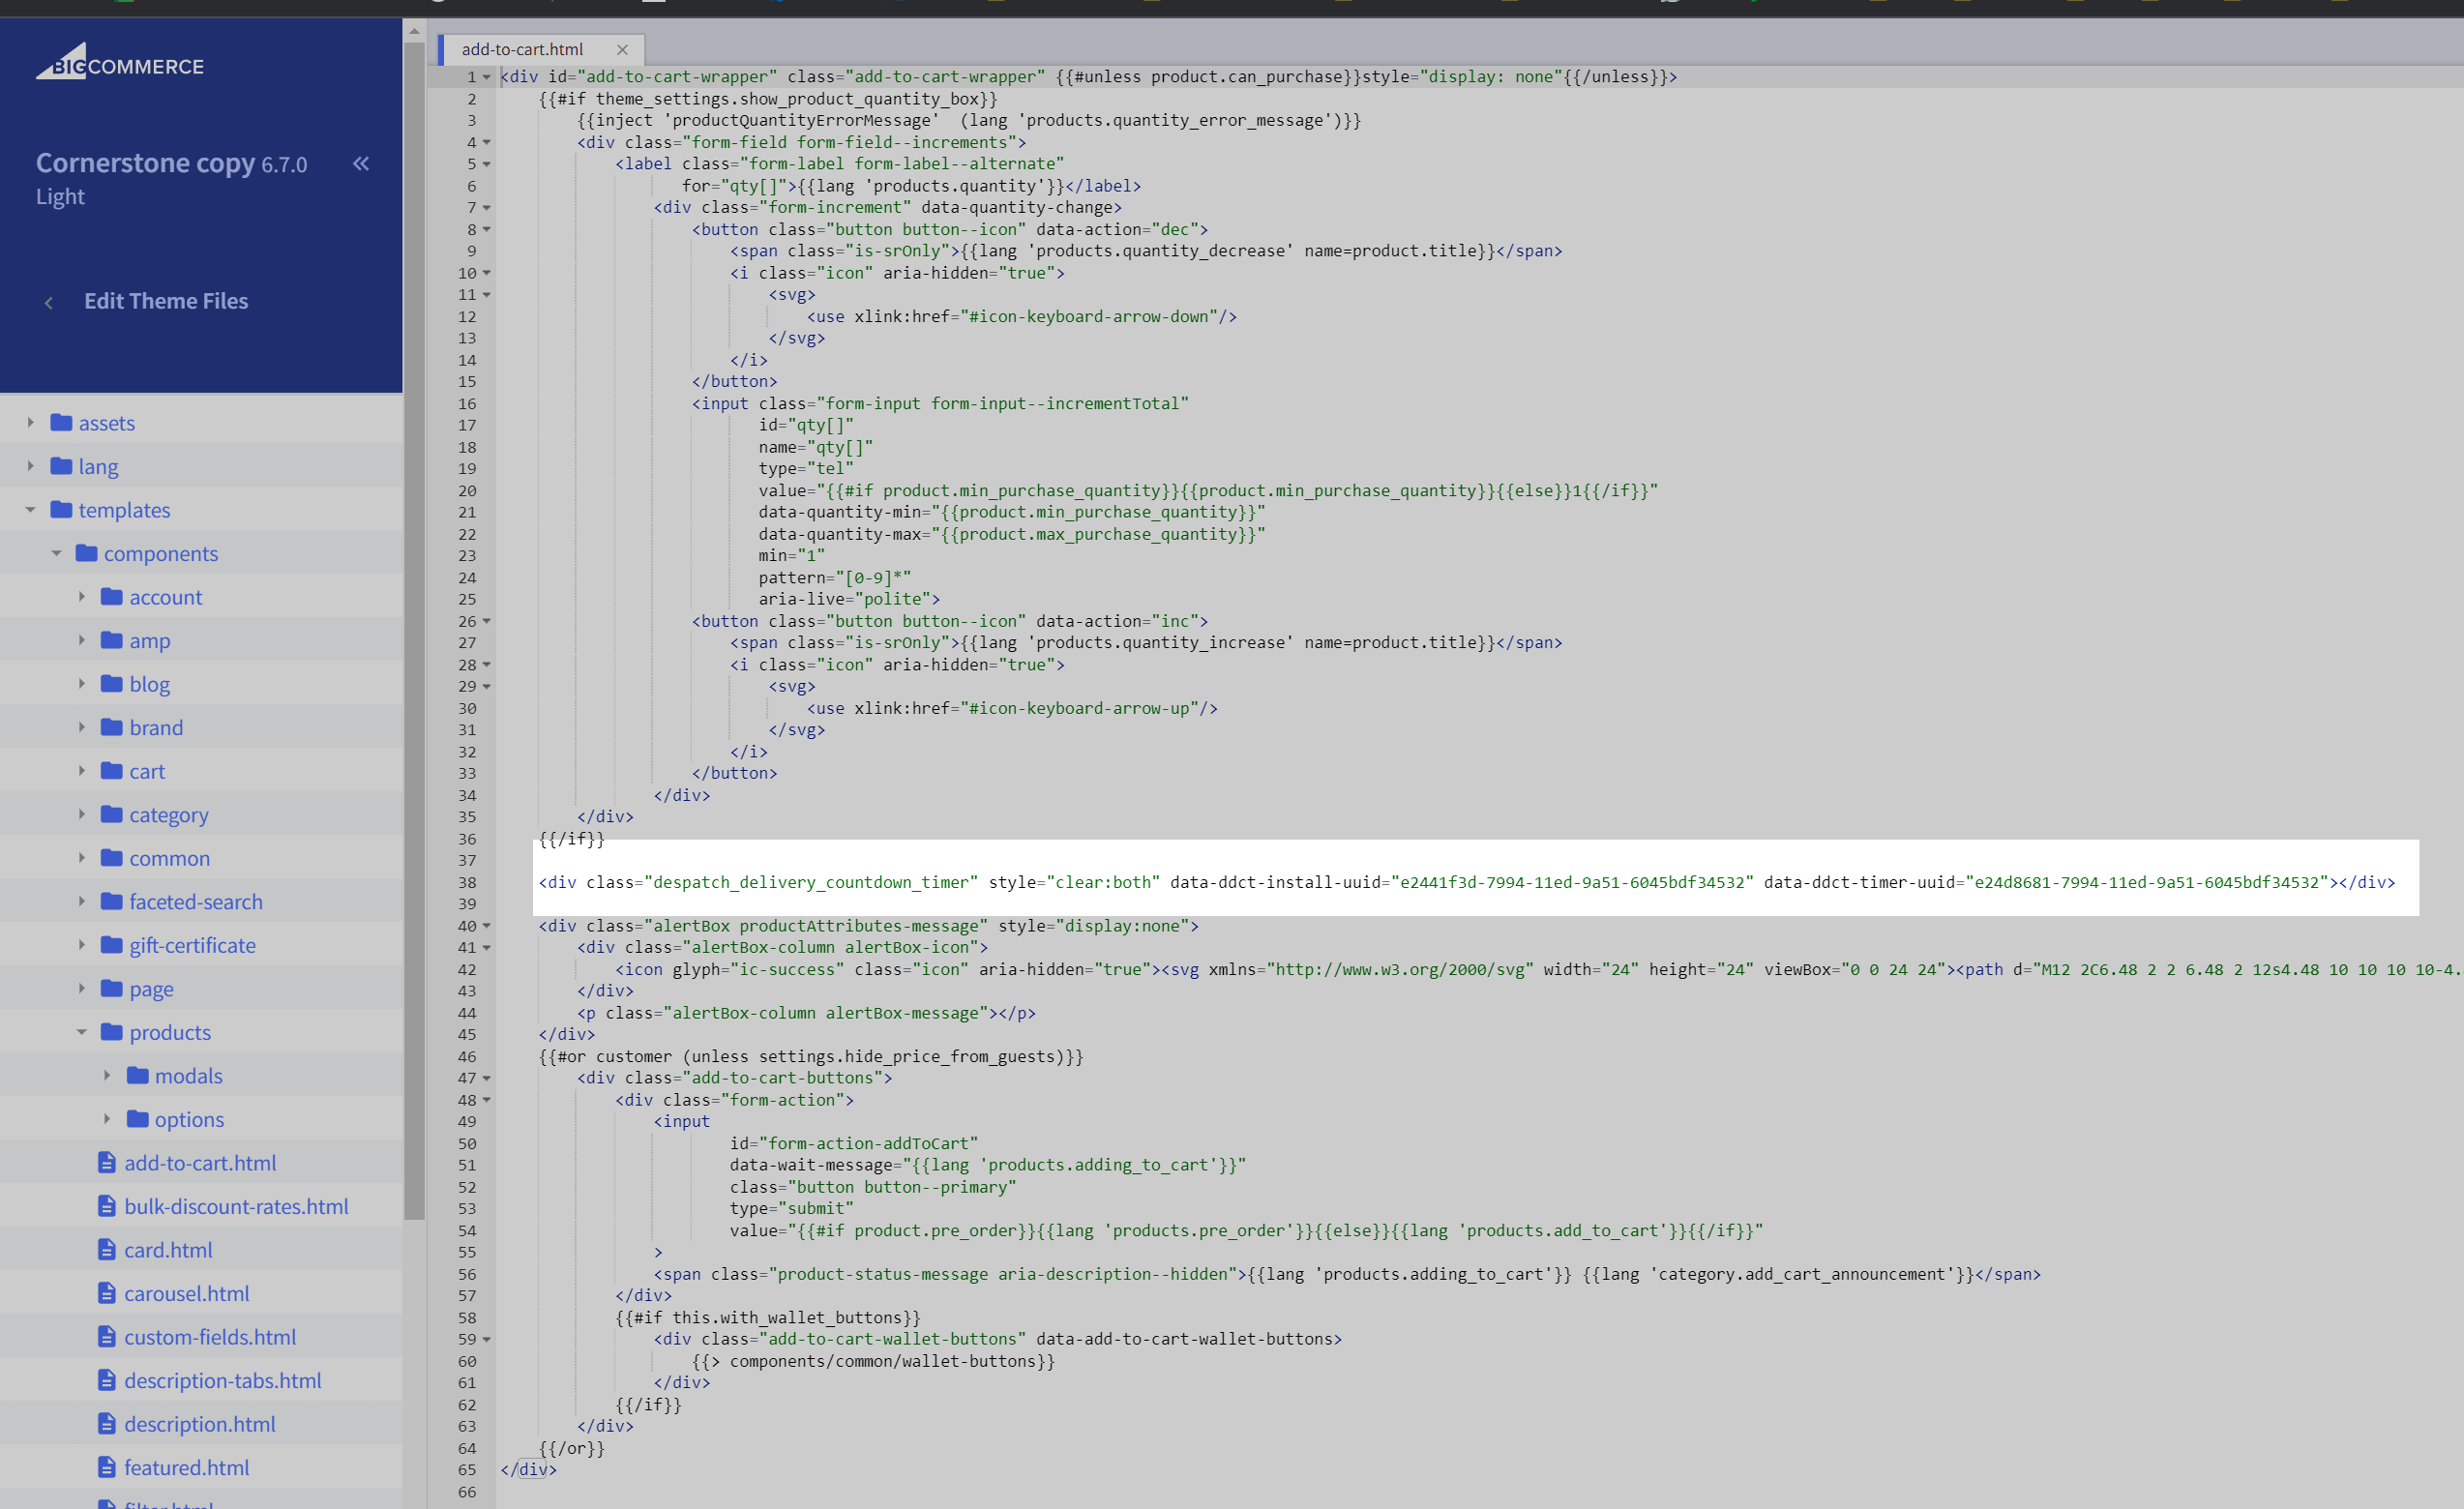 BIGCOMMERCE
Cornerstone copy 6.7.0
Light
Edit Theme Files
assets
lang
templates
components
account
amp
blog
brand
cart
category
common
faceted-search
gift-certificate
page
products
modals
options
add-to-cart.html
bulk-discount-rates.html
card.html
carousel.html
custom-fields.html
description-tabs.html
description.html
featured.html
filter.html
add-to-cart.html
1 <div id="add-to-cart-wrapper" class="add-to-cart-wrapper" {{#unless product.can_purchase}}style="display: none"{{/unless}}>
2 {{#if theme_settings.show_product_quantity_box}}
3 {{inject 'productQuantityErrorMessage'  (lang 'products.quantity_error_message')}}
4 <div class="form-field form-field--increments">
5 <label class="form-label form-label--alternate"
6 for="qty[]">{{lang 'products.quantity'}}</label>
7 <div class="form-increment" data-quantity-change>
8 <button class="button button--icon" data-action="dec">
9 <span class="is-srOnly">{{lang 'products.quantity_decrease' name=product.title}}</span>
10 <i class="icon" aria-hidden="true">
11 <svg>
12 <use xlink:href="#icon-keyboard-arrow-down"/>
13 </svg>
14 </i>
15 </button>
16 <input class="form-input form-input--incrementTotal"
17 id="qty[]"
18 name="qty[]"
19 type="tel"
20 value="{{#if product.min_purchase_quantity}}{{product.min_purchase_quantity}}{{else}}1{{/if}}"
21 data-quantity-min="{{product.min_purchase_quantity}}"
22 data-quantity-max="{{product.max_purchase_quantity}}"
23 min="1"
24 pattern="[0-9]*"
25 aria-live="polite">
26 <button class="button button--icon" data-action="inc">
27 <span class="is-srOnly">{{lang 'products.quantity_increase' name=product.title}}</span>
28 <i class="icon" aria-hidden="true">
29 <svg>
30 <use xlink:href="#icon-keyboard-arrow-up"/>
31 </svg>
32 </i>
33 </button>
34 </div>
35 </div>
36 {{/if}}
37
38 <div class="despatch_delivery_countdown_timer" style="clear:both" data-ddct-install-uuid="e2441f3d-7994-11ed-9a51-6045bdf34532" data-ddct-timer-uuid="e24d8681-7994-11ed-9a51-6045bdf34532"></div>
39
40 <div class="alertBox productAttributes-message" style="display:none">
41 <div class="alertBox-column alertBox-icon">
42 <icon glyph="ic-success" class="icon" aria-hidden="true"><svg xmlns="http://www.w3.org/2000/svg" width="24" height="24" viewBox="0 0 24 24"><path d="M12 2C6.48 2 2 6.48 2 12s4.48 10 10 10 10-4.
43 </div>
44 <p class="alertBox-column alertBox-message"></p>
45 </div>
46 {{#or customer (unless settings.hide_price_from_guests)}}
47 <div class="add-to-cart-buttons">
48 <div class="form-action">
49 <input
50 id="form-action-addToCart"
51 data-wait-message="{{lang 'products.adding_to_cart'}}"
52 class="button button--primary"
53 type="submit"
54 value="{{#if product.pre_order}}{{lang 'products.pre_order'}}{{else}}{{lang 'products.add_to_cart'}}{{/if}}"
55 >
56 <span class="product-status-message aria-description--hidden">{{lang 'products.adding_to_cart'}} {{lang 'category.add_cart_announcement'}}</span>
57 </div>
58 {{#if this.with_wallet_buttons}}
59 <div class="add-to-cart-wallet-buttons" data-add-to-cart-wallet-buttons>
60 {{> components/common/wallet-buttons}}
61 </div>
62 {{/if}}
63 </div>
64 {{/or}}
65 </div>
66